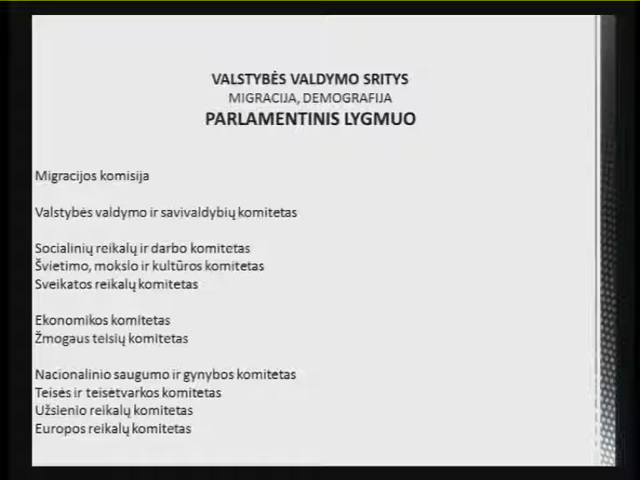 VALSTYBĖS VALDYMO SRITYS
MIGRACIJA, DEMOGRAFIJA
PARLAMENTINIS LYGMUO
Migracijos komisija
Valstybės valdymo ir savivaldybių komitetas
Socialinių reikalų ir darbo komitetas
Švietimo, mokslo ir kultūros komitetas
Sveikatos reikalų komitetas
Ekonomikos komitetas
Žmogaus teisių komitetas
Nacionalinio saugumo ir gynybos komitetas
Teisės ir teisėtvarkos komitetas
Užsienio reikalų komitetas
Europos reikalų komitetas